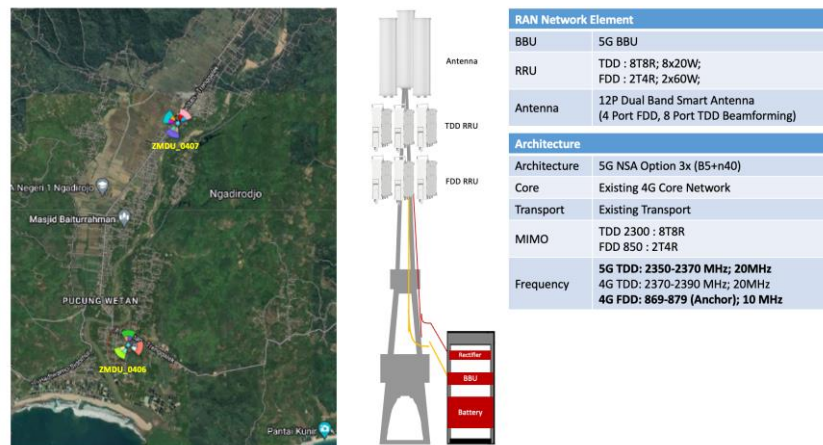 ZMDU_0407
Ngadirodjo
A Negeri 1 Ngadirojo
Masjid Baiturrahman
PUCUNG WETAN
ZMDU_0406
Pantai Kunir
Antenna
TDD RRU
FDD RRU
Rectifier
BBU
Battery
RAN Network Element
BBU 5G BBU
RRU TDD : 8T8R; 8x20W;
FDD : 2T4R; 2x60W;
Antenna 12P Dual Band Smart Antenna
(4 Port FDD, 8 Port TDD Beamforming)
Architecture
Architecture 5G NSA Option 3x (B5+n40)
Core Existing 4G Core Network
Transport Existing Transport
MIMO TDD 2300 : 8T8R
FDD 850 : 2T4R
Frequency 5G TDD: 2350-2370 MHz; 20MHz
4G TDD: 2370-2390 MHz; 20MHz
4G FDD: 869-879 (Anchor); 10 MHz